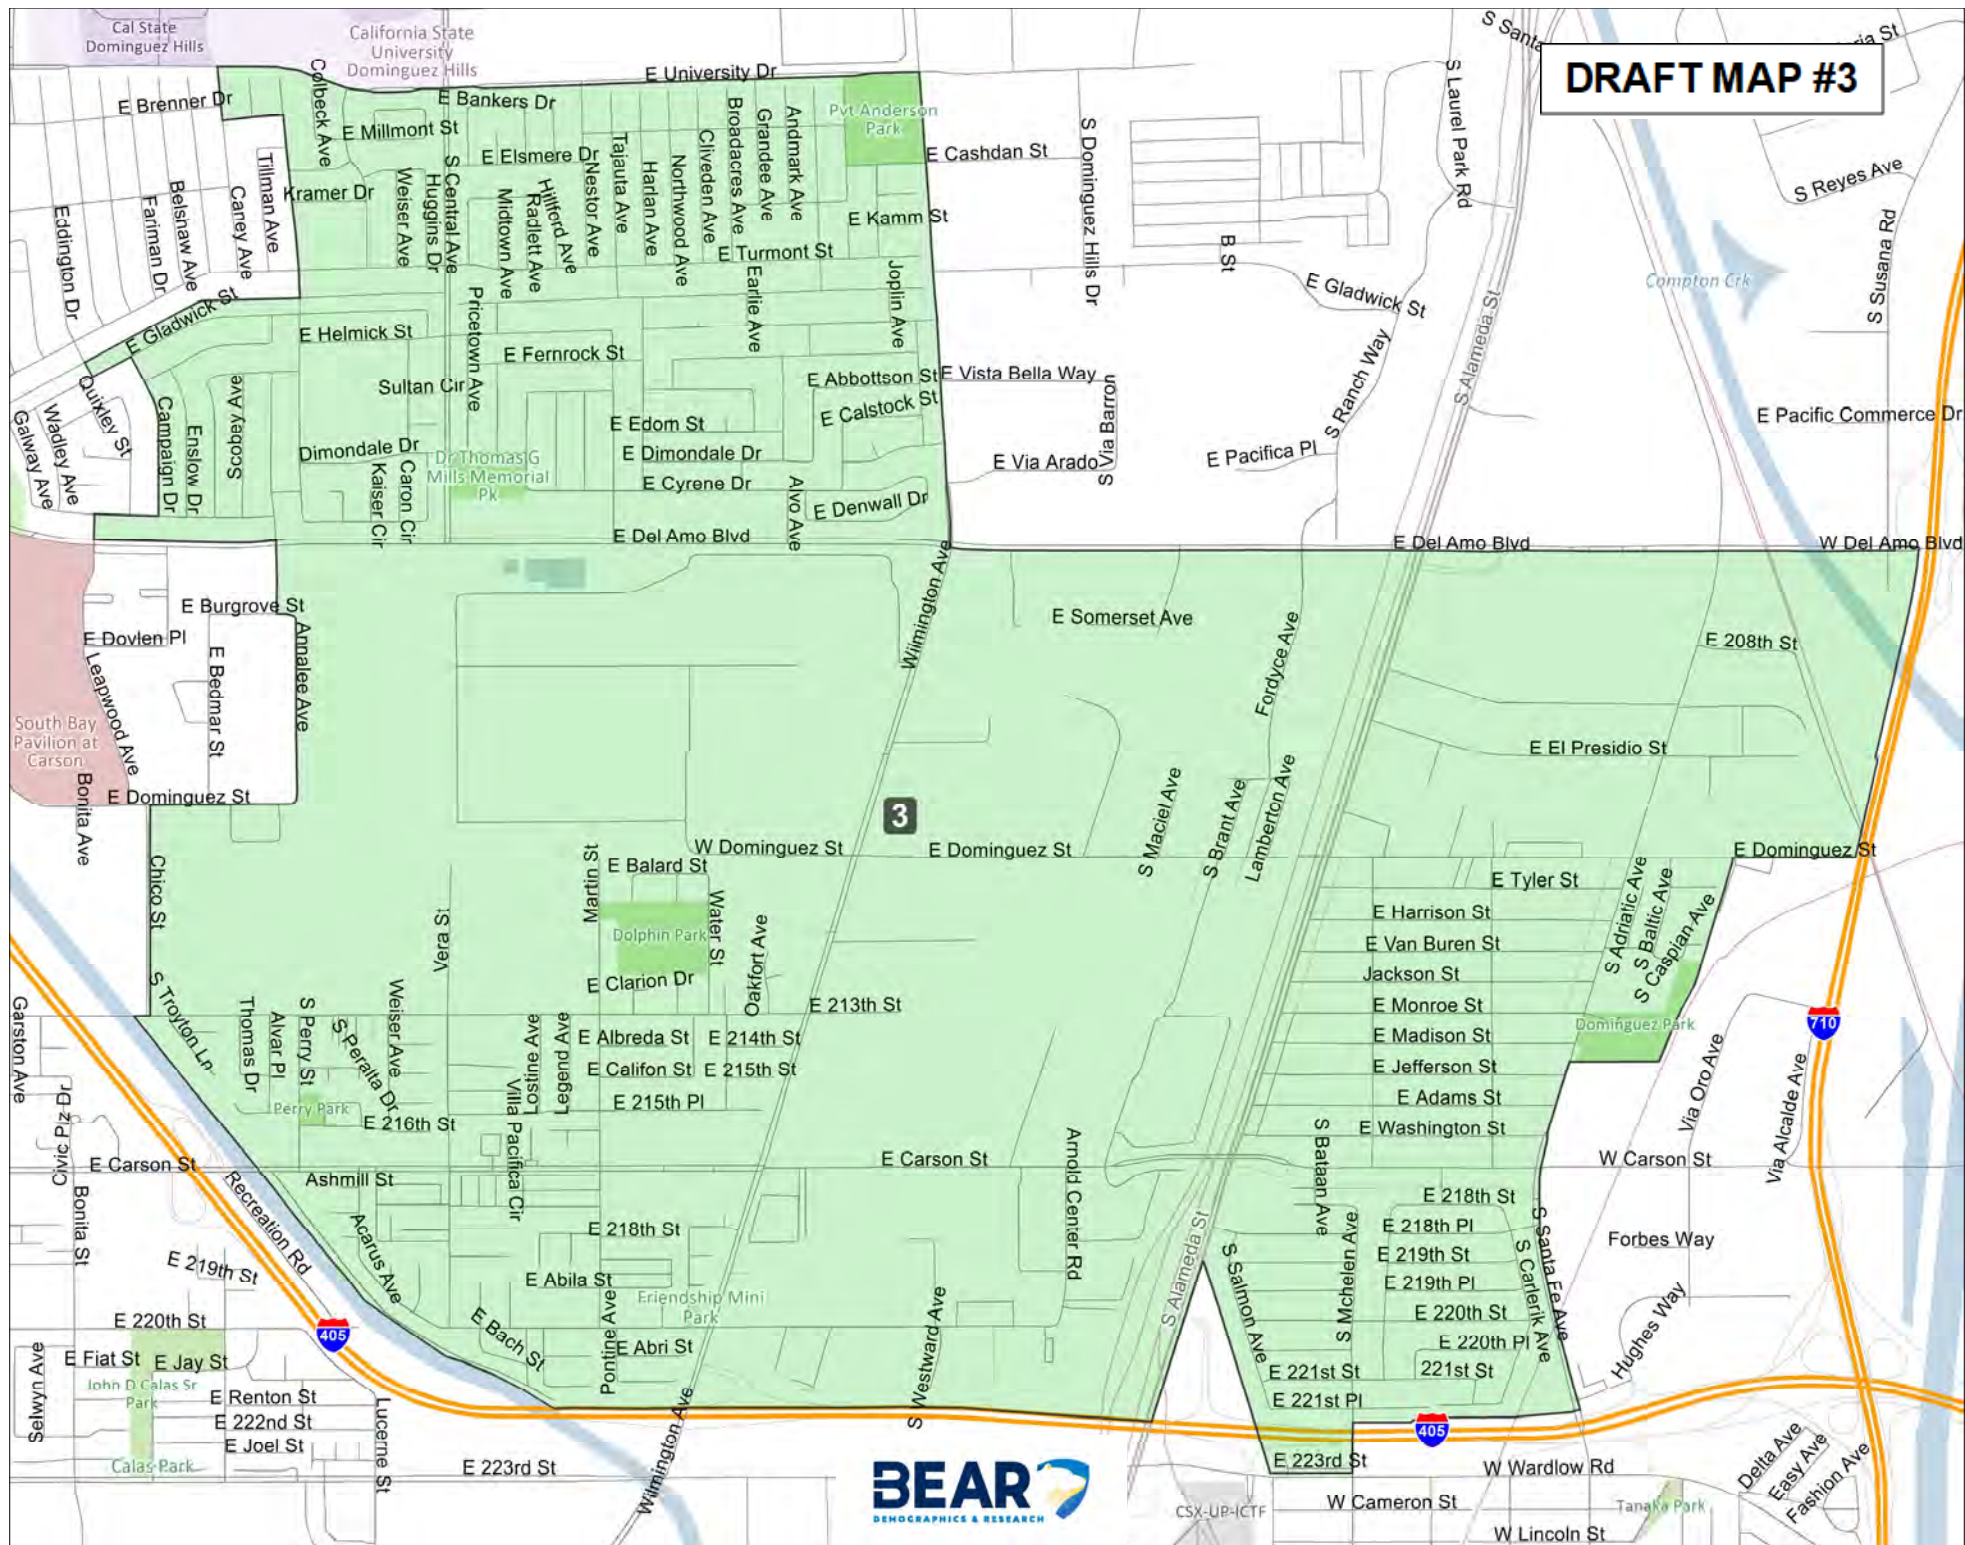 Cal State
Dominguez Hills
California State
University
Dominguez Hills
S Santa
ria St
DRAFT MAP #3
E University Dr
E Brenner Dr
Colbeck Ave
E Bankers Dr
E Millmont St
E Elsmere Dr
Pvt Anderson
Park
S Laurel Park Rd
E Cashdan St
S Dominguez Hills Dr
S Reyes Ave
Eddington Dr
Fariman Dr
Belshaw Ave
Caney Ave
Tillman Ave
Kramer Dr
Weiser Ave
Huggins Dr
S Central Ave
Midtown Ave
Radlett Ave
Hillford Ave
Nestor Ave
Tajauta Ave
Harlan Ave
Northwood Ave
Cliveden Ave
Broadacres Ave
Grandee Ave
Andmark Ave
E Kamm St
E Turmont St
B St
S Susana Rd
Compton Crk
E Gladwick St
E Gladwick St
Joplin Ave
Earlie Ave
Pricetown Ave
E Helmick St
E Fernrock St
S Alameda St
S Ranch Way
Sultan Cir
E Abbottson St
E Vista Bella Way
E Calstock St
S Via Barron
E Pacific Commerce Dr
Galway Ave
Wadley Ave
Quixley St
Campaign Dr
Enslow Dr
Scobey Ave
Dimondale Dr
Kaiser Cir
Caron Cir
Dr Thomas G
Mills Memorial
Pk
E Edom St
E Dimondale Dr
E Cyrene Dr
Alvo Ave
E Denwall Dr
E Via Arado
E Pacifica Pl
E Del Amo Blvd
E Del Amo Blvd
W Del Amo Blvd
Wilmington Ave
E Burgrove St
E Dovlen Pl
Leapwood Ave
E Bedmar St
Annalee Ave
E Somerset Ave
Fordyce Ave
E 208th St
South Bay
Pavilion at
Carson
E El Presidio St
Bonita Ave
E Dominguez St
3
S Maciel Ave
S Brant Ave
Lamberton Ave
W Dominguez St
E Dominguez St
E Dominguez St
Chico St
Martin St
E Balard St
Water St
Dolphin Park
Oakfort Ave
Vera St
E Clarion Dr
E 213th St
E Tyler St
E Harrison St
E Van Buren St
Jackson St
E Monroe St
E Madison St
E Jefferson St
E Adams St
E Washington St
S Adriatic Ave
S Baltic Ave
S Caspian Ave
Dominguez Park
710
Garston Ave
S Troyton Ln
Thomas Dr
Alvar Pl
S Perry St
S Peralta Dr
Weiser Ave
Lostine Ave
Legend Ave
E Albreda St
E 214th St
E Califon St
E 215th St
E 215th Pl
Perry Park
E 216th St
Villa Pacifica Cir
Via Oro Ave
Via Alcalde Ave
Civic Plz Dr
E Carson St
E Carson St
W Carson St
Bonita St
Recreation Rd
Ashmill St
Acarus Ave
Arnold Center Rd
S Bataan Ave
E 218th St
E 218th St
E 218th Pl
E 219th St
E 219th Pl
E 220th St
E 220th Pl
221st St
E 221st St
E 221st Pl
S Mchelen Ave
S Carlerik Ave
S Santa Fe Ave
Forbes Way
Hughes Way
E 219th St
E 220th St
405
E Abila St
Friendship Mini
Park
E Bach St
Pontine Ave
E Abri St
S Westward Ave
S Alameda St
S Salmon Ave
Selwyn Ave
E Fiat St
E Jay St
John D Calas Sr
Park
E Renton St
E 222nd St
E Joel St
Calas Park
Lucerne St
E 223rd St
Wilmington Ave
BEAR
DEMOGRAPHICS & RESEARCH
E 223rd St
405
W Wardlow Rd
CSX-UP-ICTF
W Cameron St
W Lincoln St
Tanaka Park
Delta Ave
Easy Ave
Fashion Ave